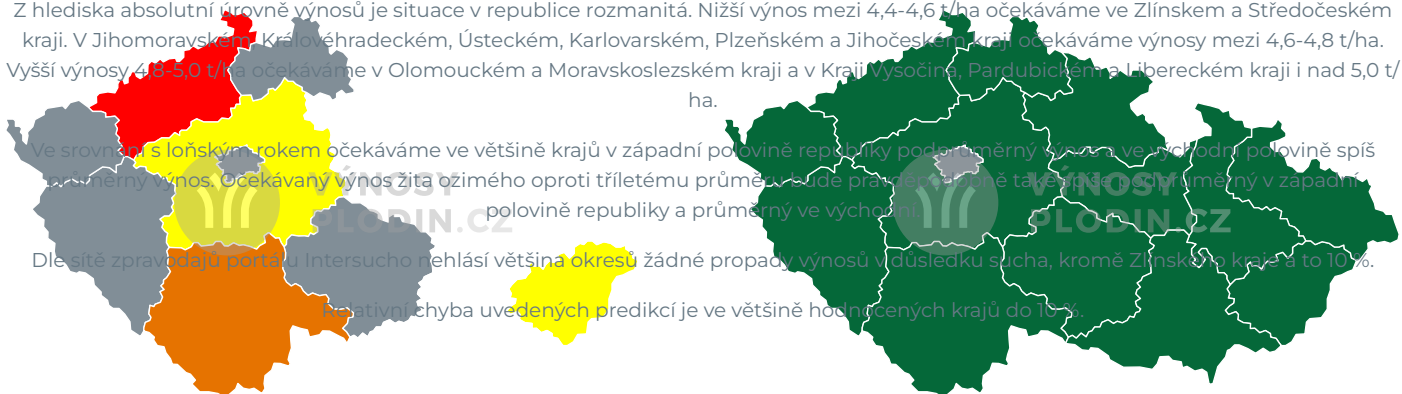 Z hlediska absolutní úrovně výnosů je situace v republice rozmanitá. Nižší výnos mezi 4,4-4,6 t/ha očekáváme ve Zlínském a Středočeském
kraji. V Jihomoravském, Královéhradeckém, Ústeckém, Karlovarském, Plzeňském a Jihočeském kraji očekáváme výnosy mezi 4,6-4,8 t/ha.
Vyšší výnosy 4,8-5,0 t/ha očekáváme v Olomouckém a Moravskoslezském kraji a v Kraji Vysočina, Pardubickém a Libereckém kraji i nad 5,0 t/
ha.
Ve srovnání s loňským rokem očekáváme ve většině krajů v západní polovině republiky podprůměrný výnos a ve východní polovině spíš
průměrný výnos. Očekávaný výnos žita ozimého oproti tříletému průměru bude pravděpodobně také spíše podprůměrný v západní
polovině republiky a průměrný ve východní.
VÝNOSY
PLODIN.CZ
VÝNOSY
PLODIN.CZ
Dle sítě zpravodajů portálu Intersucho nehlásí většina okresů žádné propady výnosů v důsledku sucha, kromě Zlínského kraje a to 10 %.
Relativní chyba uvedených predikcí je ve většině hodnocených krajů do 10 %.